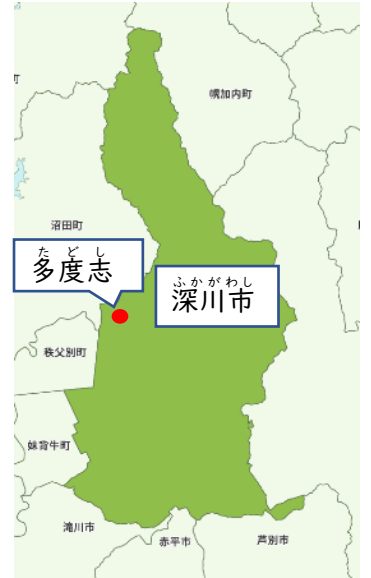 幌加内町
沼田町
たどし
多度志
ふかがわし
深川市
秩父別町
妹背牛町
滝川市
赤平市
芦別市